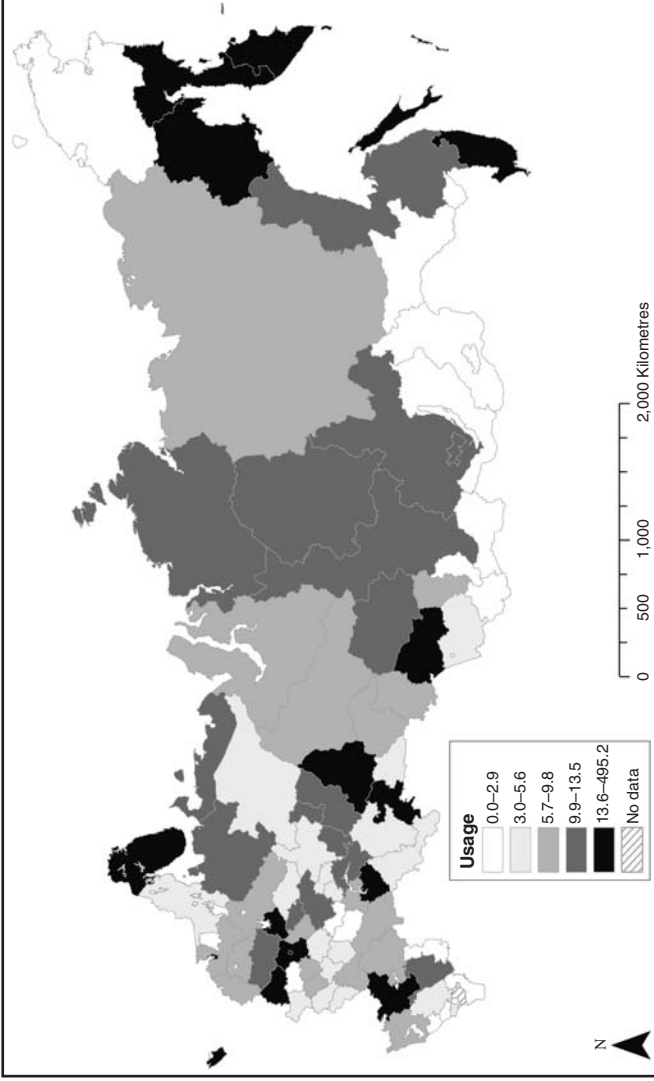 Usage
0.0–2.9
3.0–5.6
5.7–9.8
9.9–13.5
13.6–495.2
No data
0 500 1,000 2,000 Kilometres
N